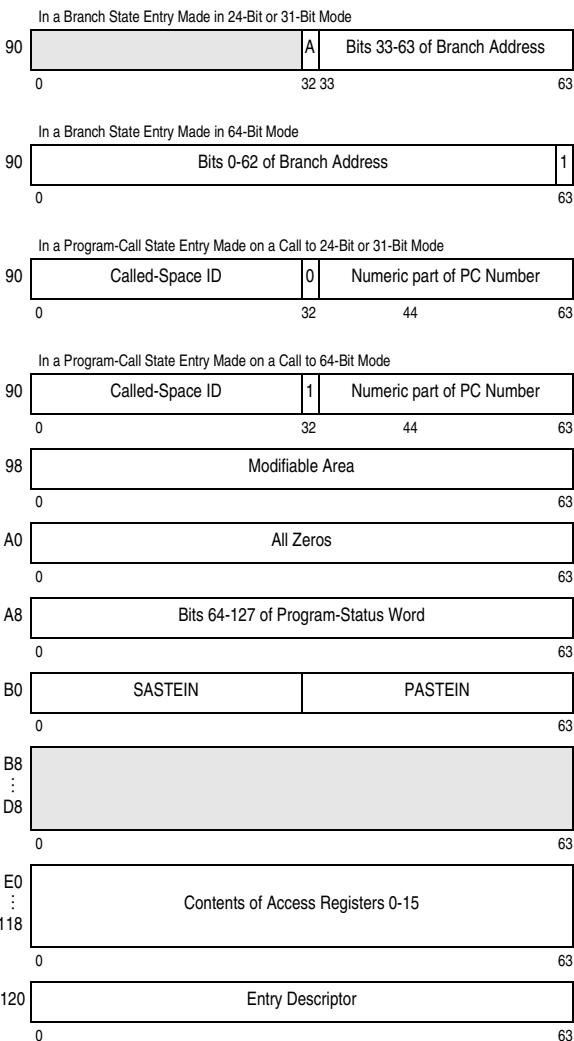 In a Branch State Entry Made in 24-Bit or 31-Bit Mode
90 A Bits 33-63 of Branch Address
0 32 33 63
In a Branch State Entry Made in 64-Bit Mode
90 Bits 0-62 of Branch Address 1
0 63
In a Program-Call State Entry Made on a Call to 24-Bit or 31-Bit Mode
90 Called-Space ID 0 Numeric part of PC Number
0 32 44 63
In a Program-Call State Entry Made on a Call to 64-Bit Mode
90 Called-Space ID 1 Numeric part of PC Number
0 32 44 63
98 Modifiable Area
0 63
A0 All Zeros
0 63
A8 Bits 64-127 of Program-Status Word
0 63
B0 SASTEIN PASTEIN
0 63
B8
⋮
D8
0 63
E0
⋮ Contents of Access Registers 0-15
118
0 63
120 Entry Descriptor
0 63